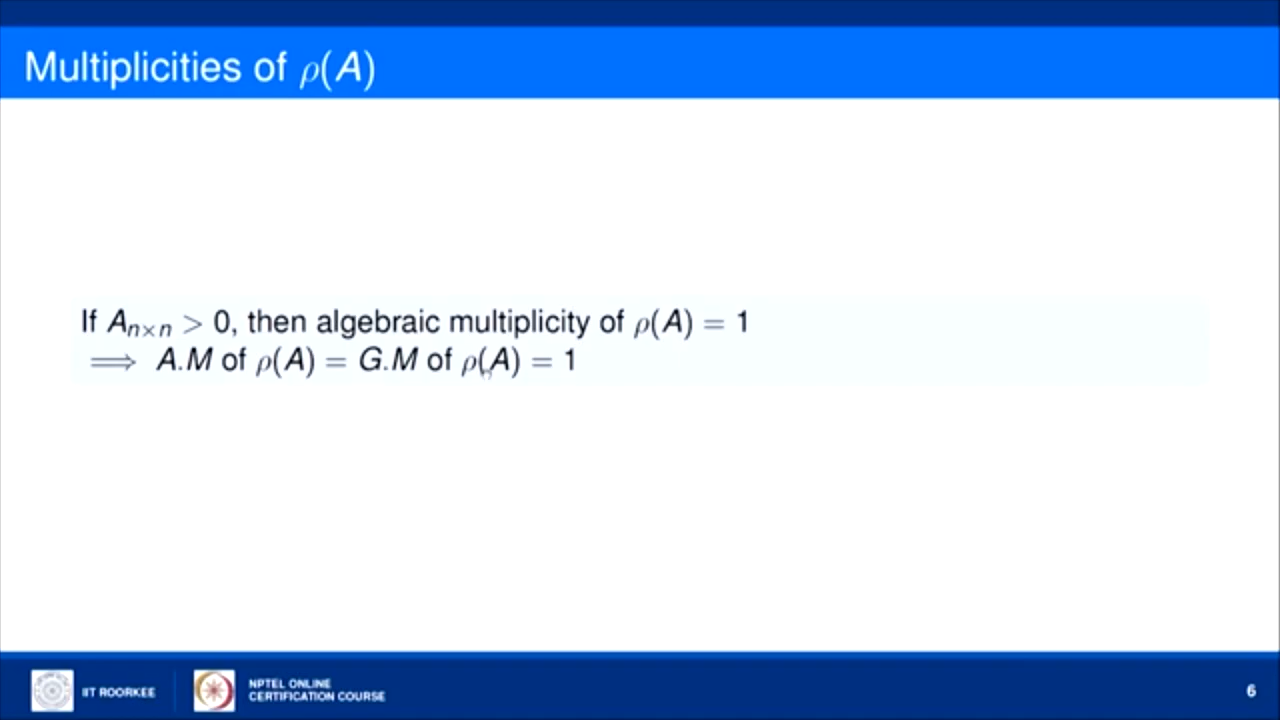 Multiplicities of ρ(A)
If Aₙₓₙ > 0, then algebraic multiplicity of ρ(A) = 1
⟹ A.M of ρ(A) = G.M of ρ(A) = 1
IIT ROORKEE
NPTEL ONLINE
CERTIFICATION COURSE
6